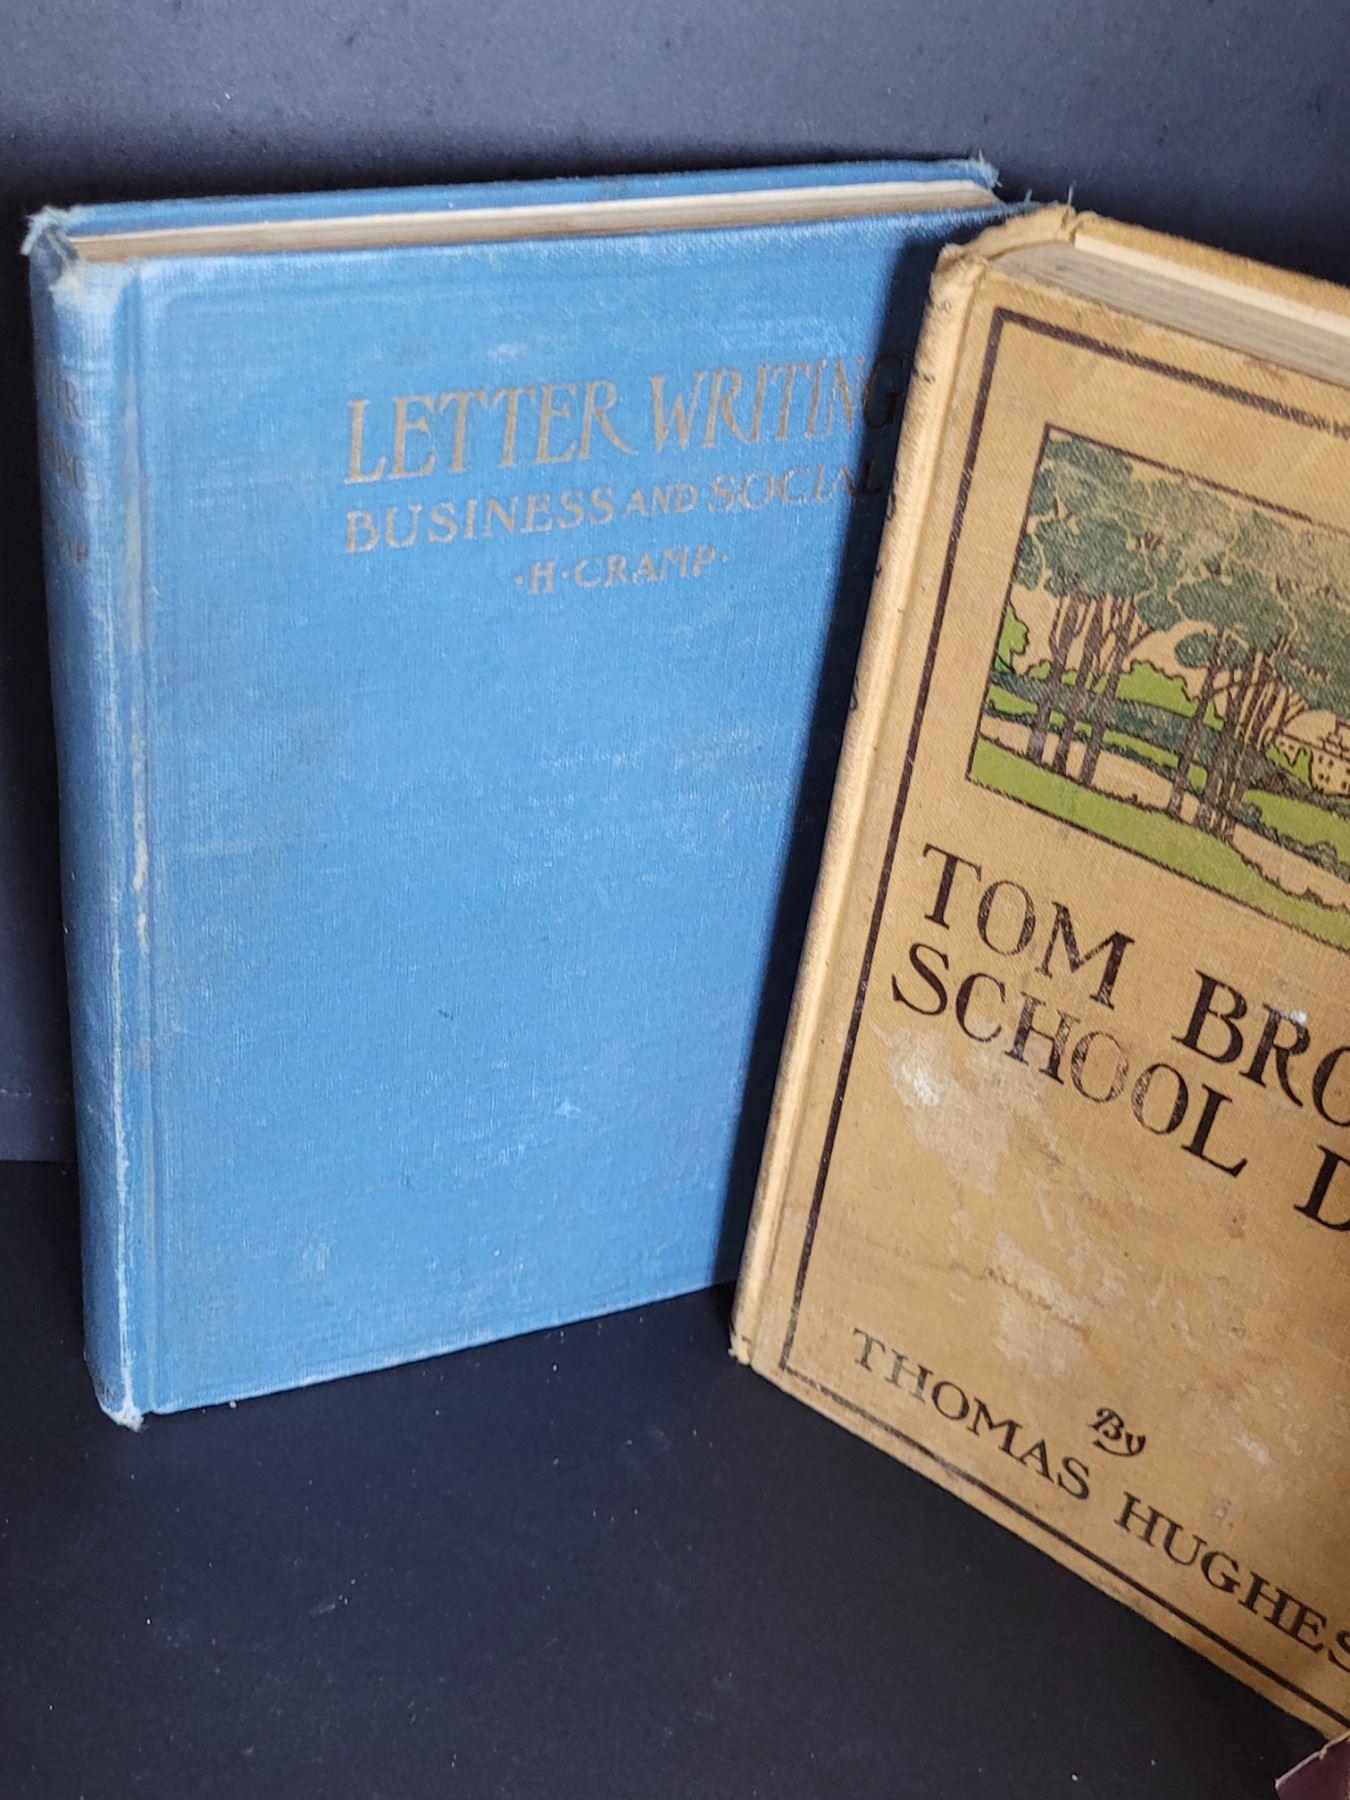 LETTER WRITING
BUSINESS AND SOCIAL
·H·CRAMP·
TOM BRO
SCHOOL D
By
THOMAS HUGHES